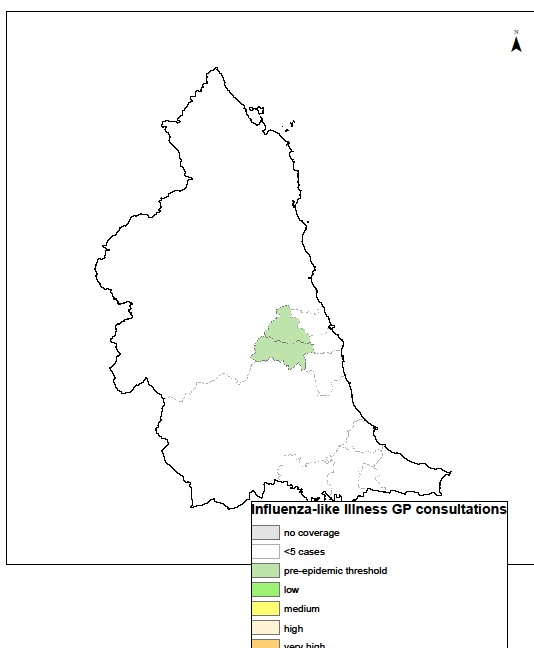 N
Influenza-like Illness GP consultations
no coverage
<5 cases
pre-epidemic threshold
low
medium
high
very high